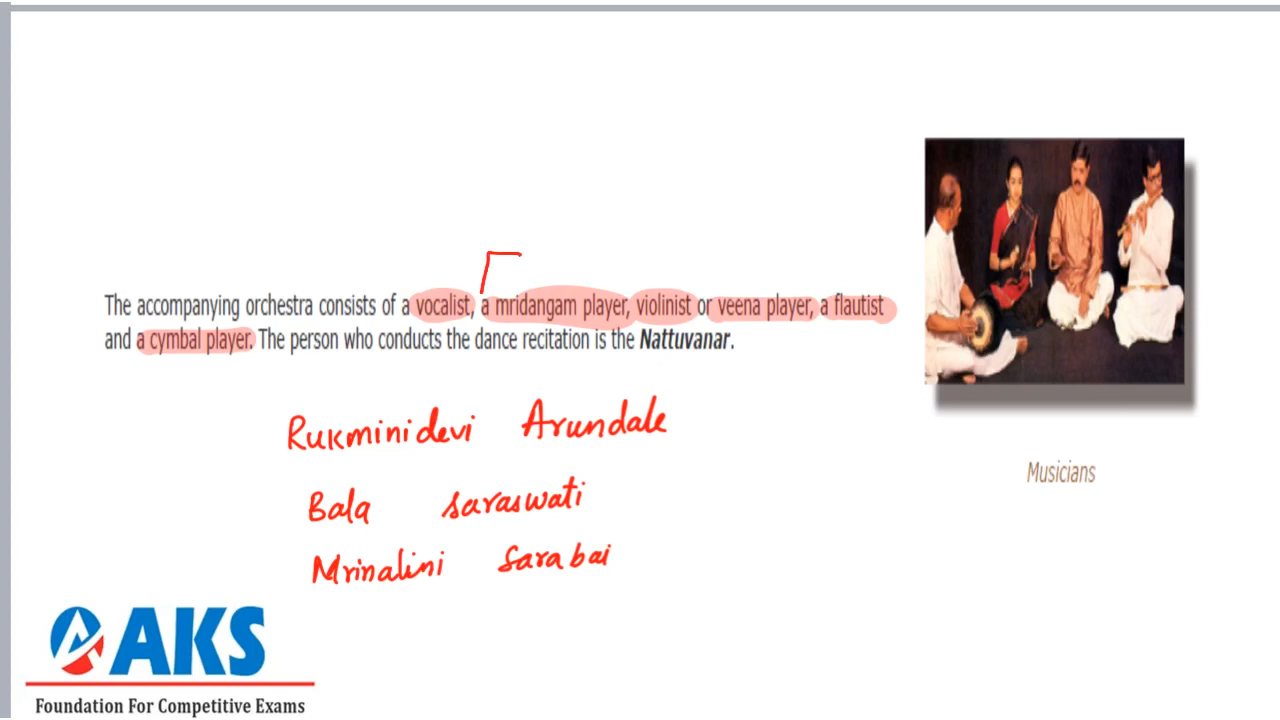 The accompanying orchestra consists of a vocalist, a mridangam player, violinist or veena player, a flautist
and a cymbal player. The person who conducts the dance recitation is the Nattuvanar.
Rukminidevi Arundale
Bala saraswati
Mrinalini sarabai
Musicians
AKS
Foundation For Competitive Exams